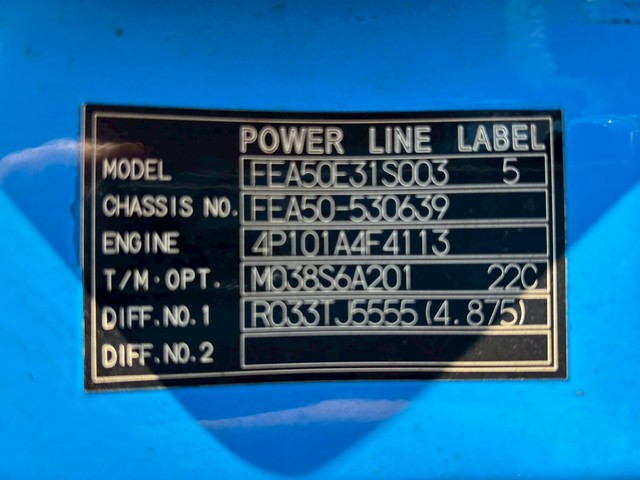 POWER LINE LABEL
MODEL FEA50E31S003 5
CHASSIS NO. FEA50-530639
ENGINE 4P101A4F4113
T/M·OPT. M038S6A201 22C
DIFF.NO.1 R033TJ5555(4.875)
DIFF.NO.2